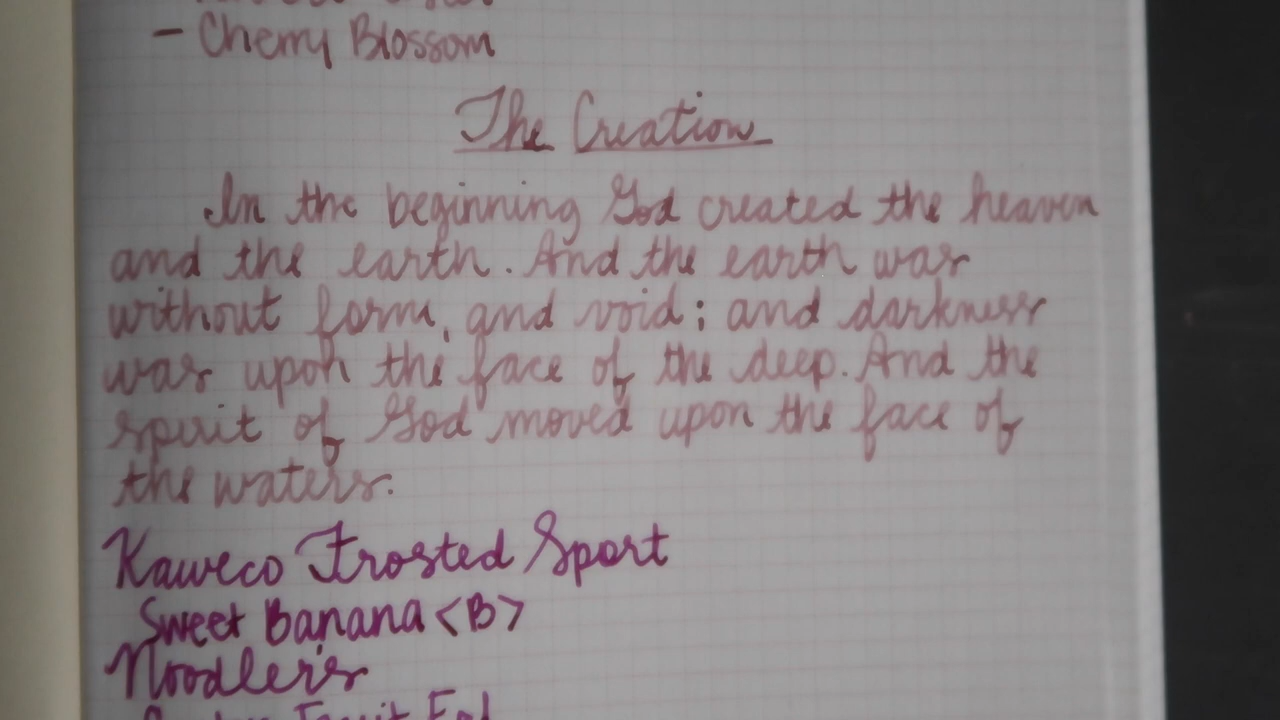 - Cherry Blossom
The Creation
In the beginning God created the heaven
and the earth. And the earth was
without form, and void; and darkness
was upon the face of the deep. And the
spirit of God moved upon the face of
the waters.
Kaweco Frosted Sport
Sweet Banana <B>
Noodler's